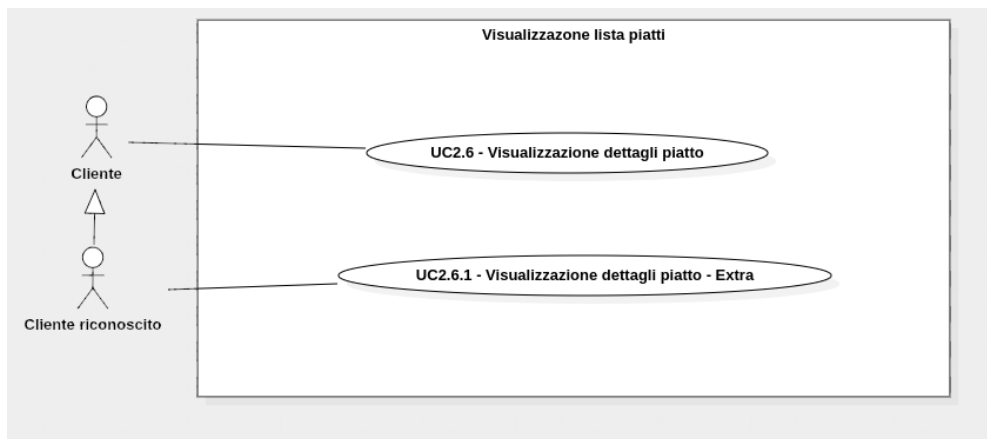 Visualizzazone lista piatti
UC2.6 - Visualizzazione dettagli piatto
Cliente
UC2.6.1 - Visualizzazione dettagli piatto - Extra
Cliente riconoscito